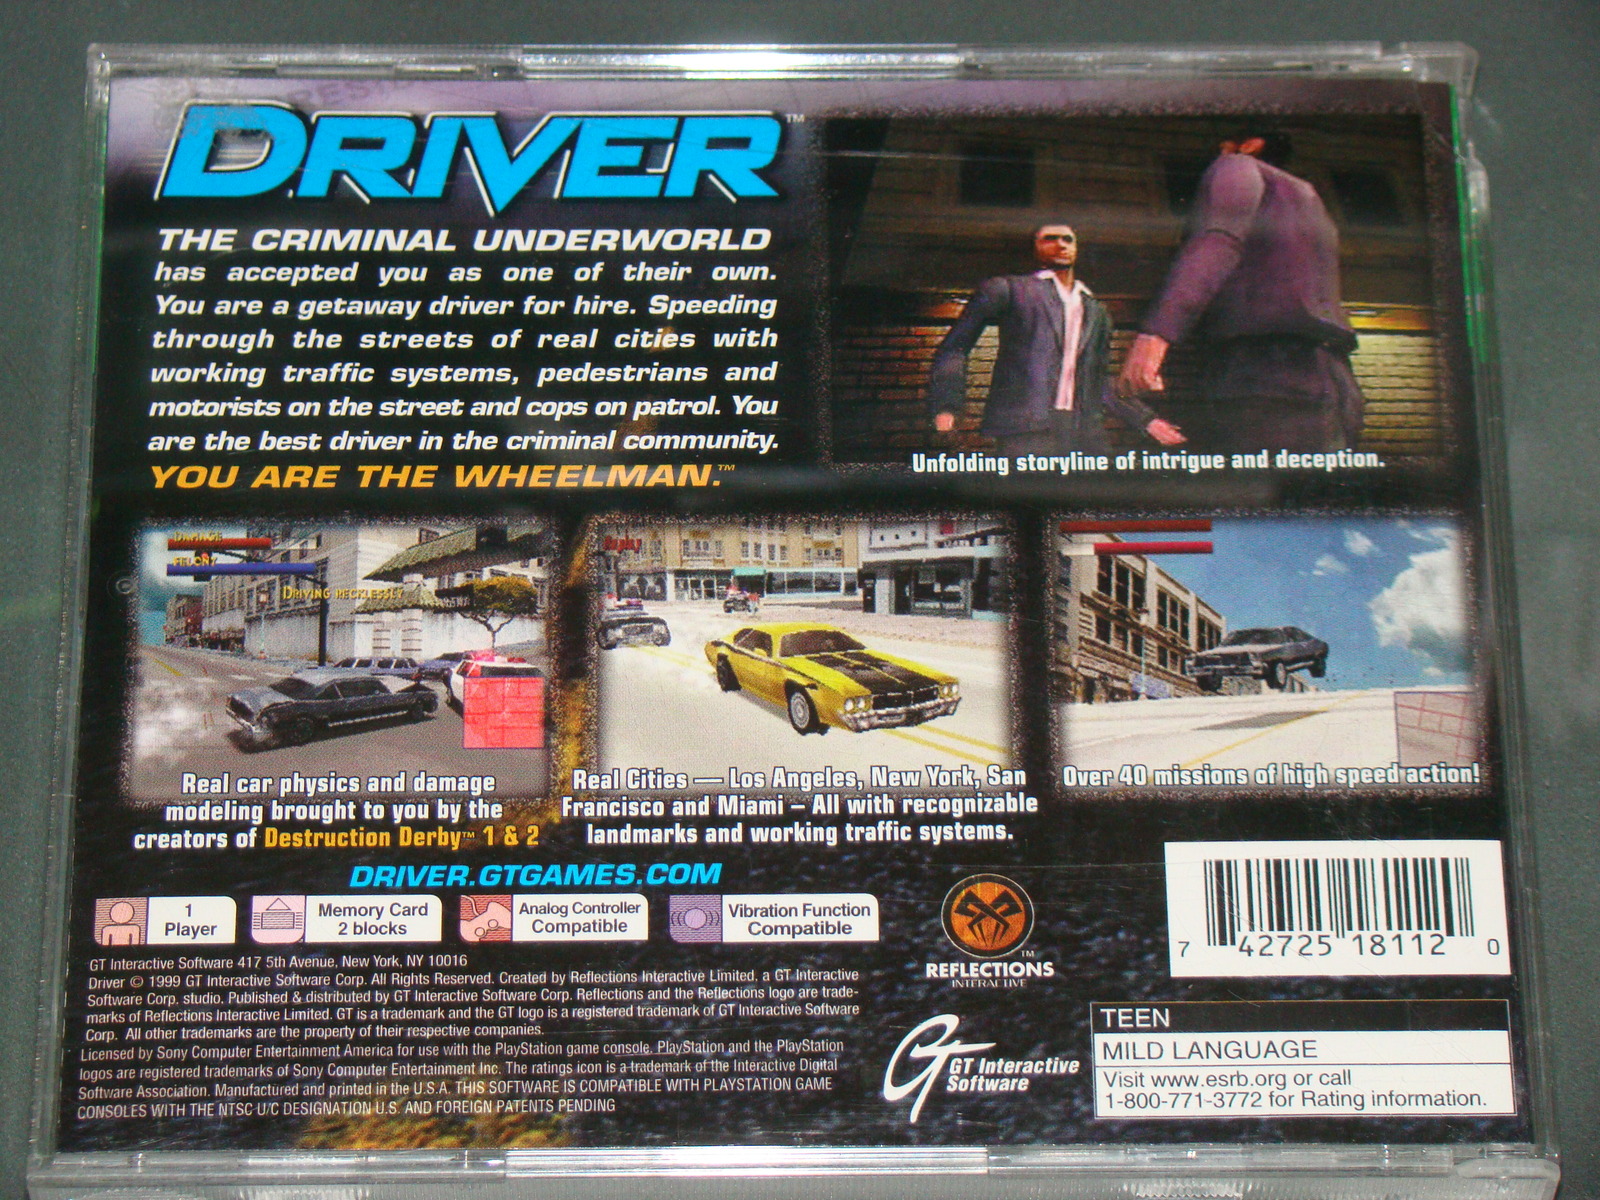 DRIVER™
THE CRIMINAL UNDERWORLD
has accepted you as one of their own.
You are a getaway driver for hire. Speeding
through the streets of real cities with
working traffic systems, pedestrians and
motorists on the street and cops on patrol. You
are the best driver in the criminal community.
YOU ARE THE WHEELMAN.™
Unfolding storyline of intrigue and deception.
DAMAGE
FELONY
DRIVING RECKLESSLY
Real car physics and damage
modeling brought to you by the
creators of Destruction Derby™ 1 & 2
Replay
Real Cities — Los Angeles, New York, San
Francisco and Miami – All with recognizable
landmarks and working traffic systems.
Over 40 missions of high speed action!
DRIVER.GTGAMES.COM
1
Player
Memory Card
2 blocks
Analog Controller
Compatible
Vibration Function
Compatible
GT Interactive Software 417 5th Avenue, New York, NY 10016
Driver © 1999 GT Interactive Software Corp. All Rights Reserved. Created by Reflections Interactive Limited, a GT Interactive
Software Corp. studio. Published & distributed by GT Interactive Software Corp. Reflections and the Reflections logo are trade-
marks of Reflections Interactive Limited. GT is a trademark and the GT logo is a registered trademark of GT Interactive Software
Corp. All other trademarks are the property of their respective companies.
Licensed by Sony Computer Entertainment America for use with the PlayStation game console. PlayStation and the PlayStation
logos are registered trademarks of Sony Computer Entertainment Inc. The ratings icon is a trademark of the Interactive Digital
Software Association. Manufactured and printed in the U.S.A. THIS SOFTWARE IS COMPATIBLE WITH PLAYSTATION GAME
CONSOLES WITH THE NTSC U/C DESIGNATION U.S. AND FOREIGN PATENTS PENDING
™
REFLECTIONS
INTERACTIVE
GT GT Interactive
Software
7 42725 18112 0
TEEN
MILD LANGUAGE
Visit www.esrb.org or call
1-800-771-3772 for Rating information.